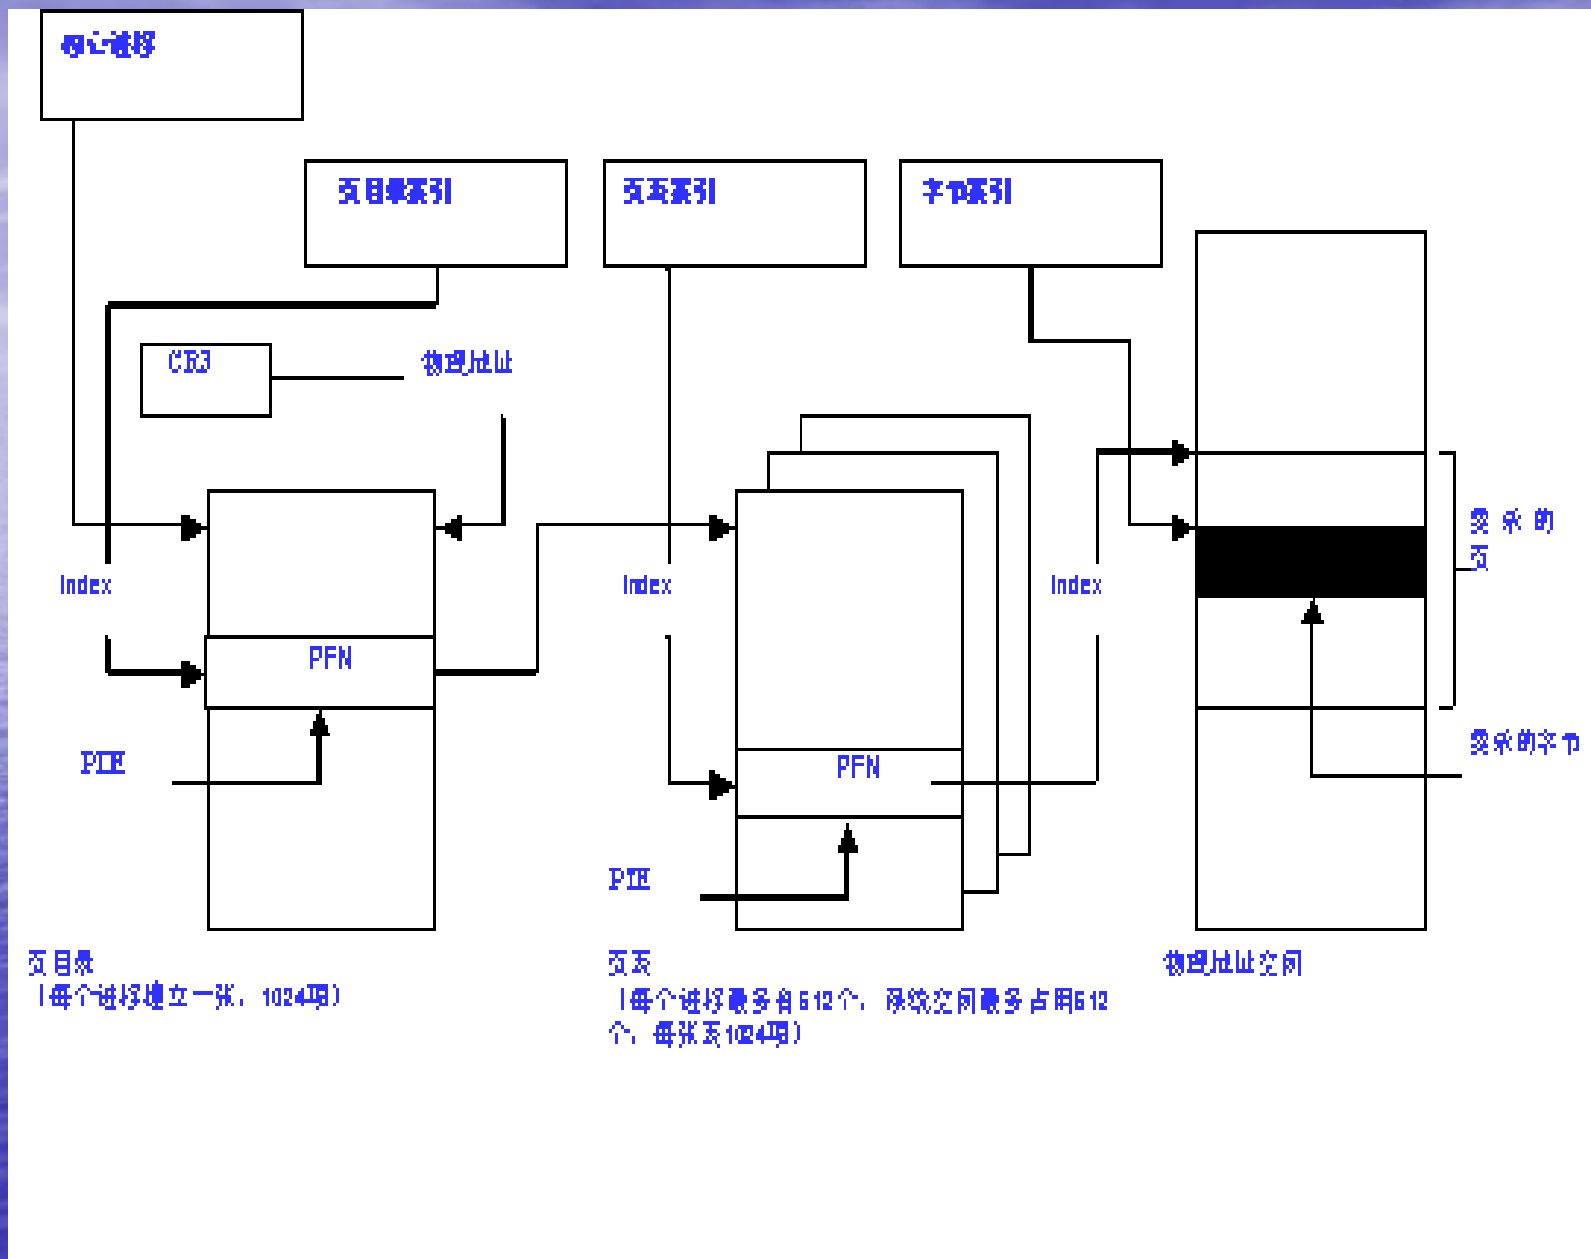 核心进程
页目录索引
页表索引
字节索引
CR3
物理地址
要求的
页
Index
Index
Index
PFN
PTE
PFN
要求的字节
PTE
页目录
(每个进程建立一张，1024项)
页表
(每个进程最多有512个，系统空间最多占用512
个，每张页1024项)
物理地址空间